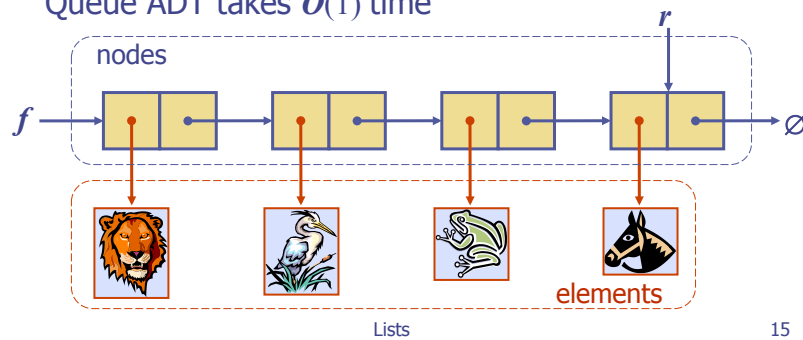 Queue ADT takes O(1) time
r
nodes
f
∅
elements
Lists 15